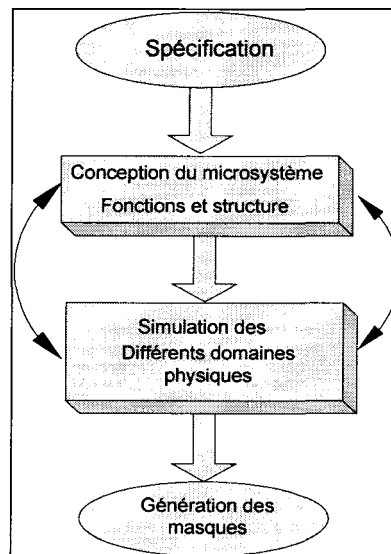 Spécification
Conception du microsystème
Fonctions et structure
Simulation des
Différents domaines
physiques
Génération des
masques